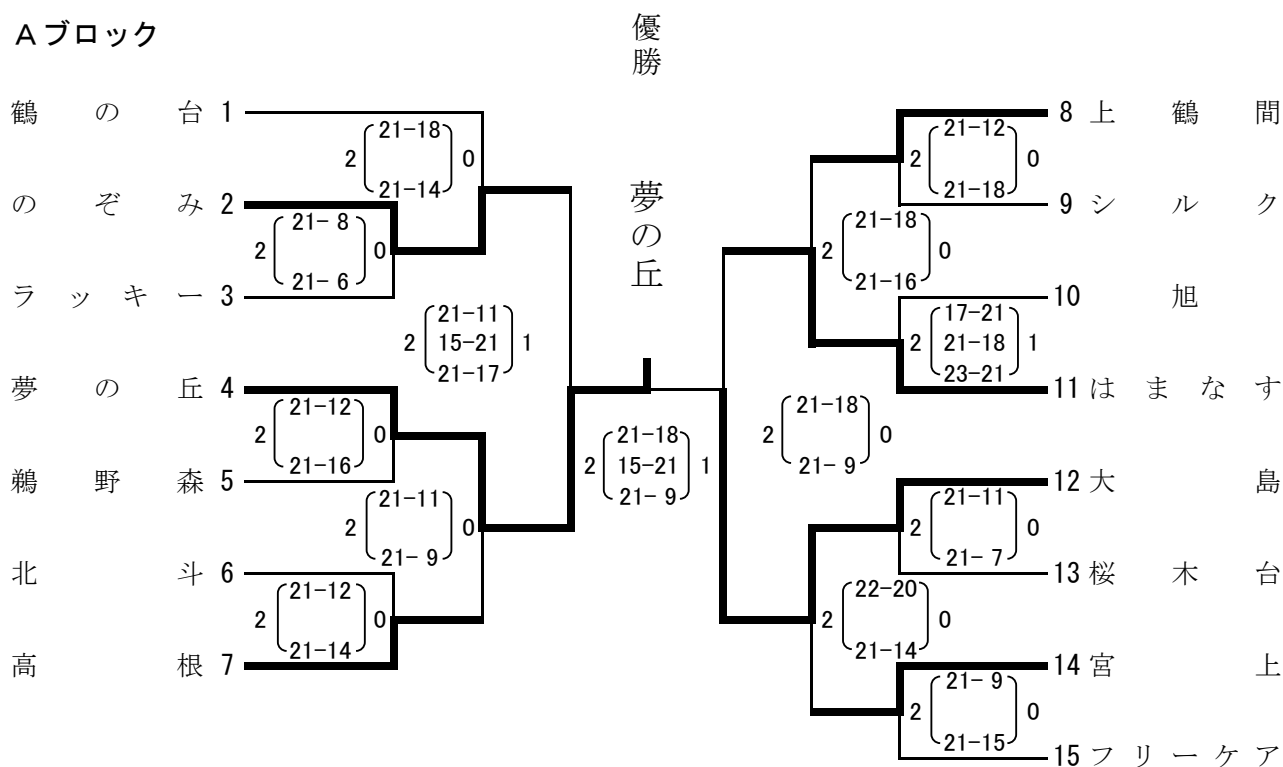 Aブロック
優勝
夢の丘
鶴の台 1
21-18
2 0
21-14
のぞみ 2
21- 8
2 0
21- 6
ラッキー 3
21-11
2 15-21 1
21-17
夢の丘 4
21-12
2 0
21-16
鵜野森 5
21-11
2 0
21- 9
北斗 6
21-12
2 0
21-14
高根 7
21-18
2 15-21 1
21- 9
8 上鶴間
21-12
2 0
21-18
9 シルク
21-18
2 0
21-16
10 旭
17-21
2 21-18 1
23-21
11 はまなす
21-18
2 0
21- 9
12 大島
21-11
2 0
21- 7
13 桜木台
22-20
2 0
21-14
14 宮上
21- 9
2 0
21-15
15 フリーケア